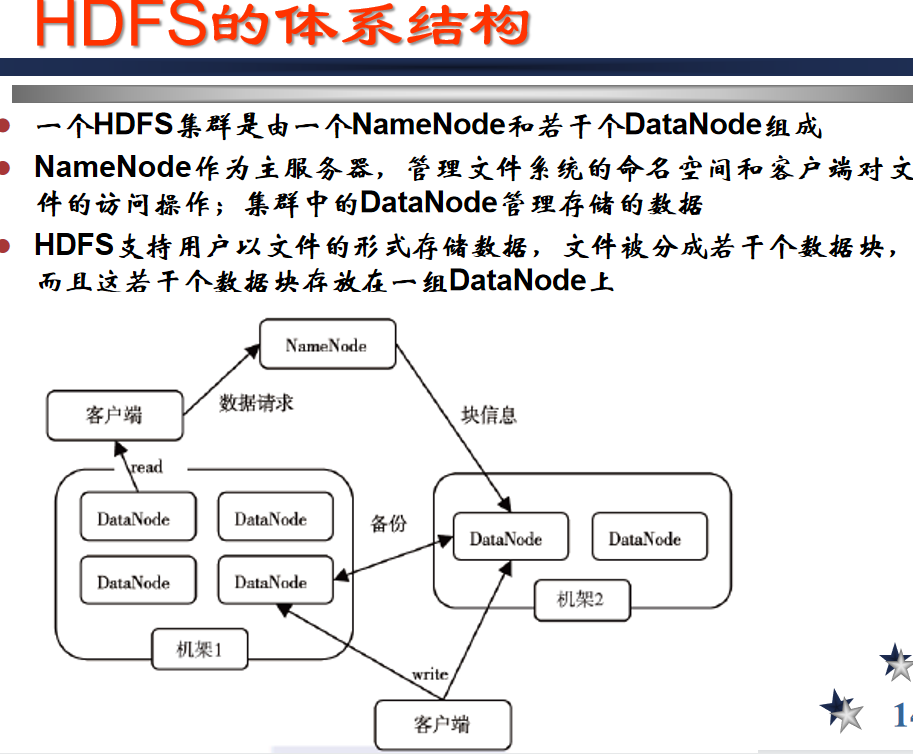 HDFS的体系结构
一个HDFS集群是由一个NameNode和若干个DataNode组成
NameNode作为主服务器，管理文件系统的命名空间和客户端对文
件的访问操作；集群中的DataNode管理存储的数据
HDFS支持用户以文件的形式存储数据，文件被分成若干个数据块，
而且这若干个数据块存放在一组DataNode上
NameNode
数据请求
客户端
块信息
read
DataNode
DataNode
备份
DataNode
DataNode
DataNode
DataNode
机架2
机架1
write
客户端